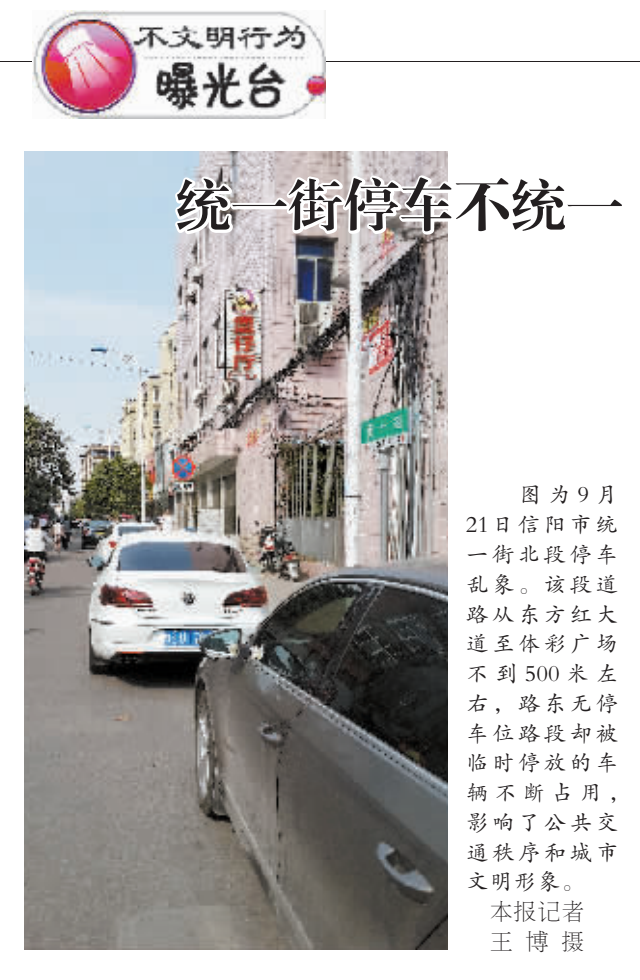 不文明行为
曝光台
统一街停车不统一
图为9月
21日信阳市统
一街北段停车
乱象。该段道
路从东方红大
道至体彩广场
不到500米左
右，路东无停
车位路段却被
临时停放的车
辆不断占用，
影响了公共交
通秩序和城市
文明形象。
本报记者
王博摄